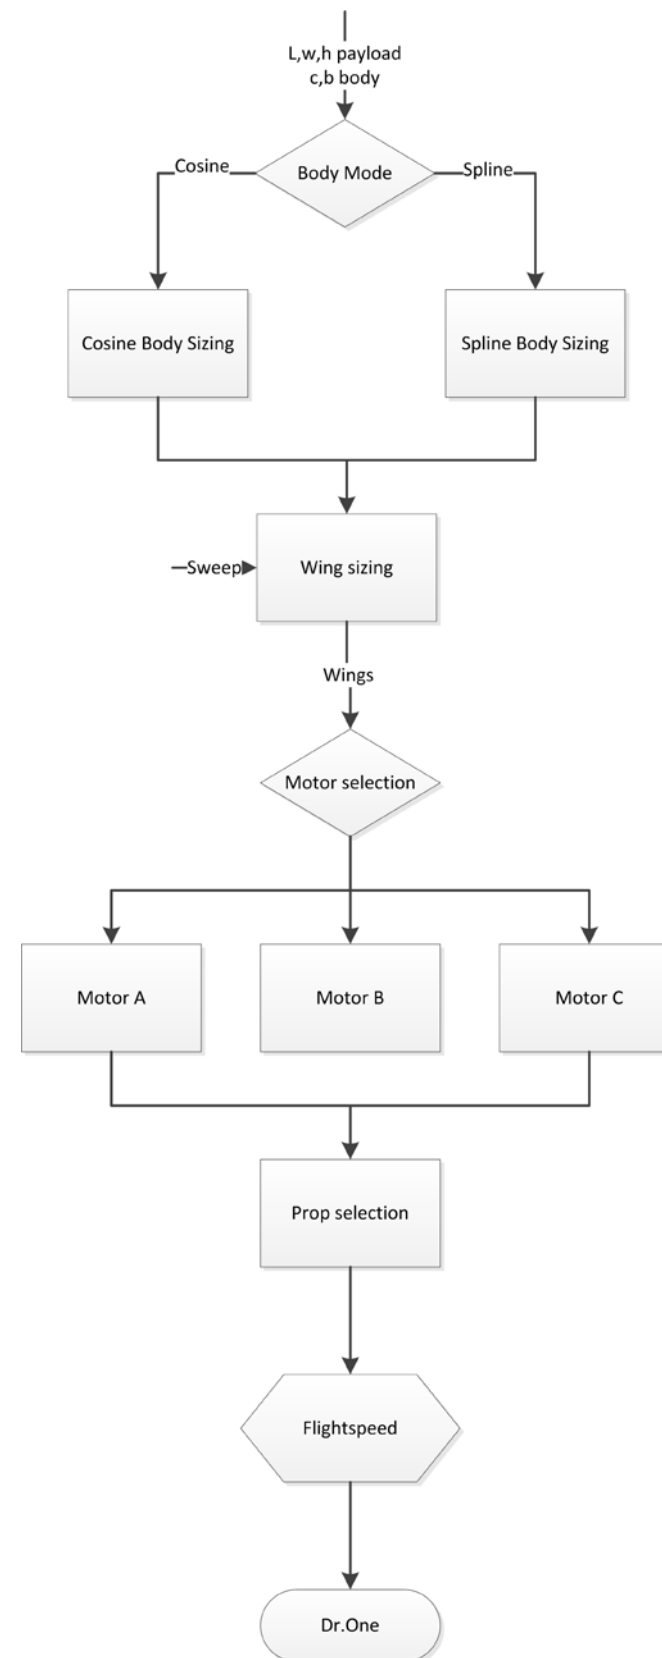 L,w,h payload
c,b body
Body Mode
Cosine
Spline
Cosine Body Sizing
Spline Body Sizing
Sweep
Wing sizing
Wings
Motor selection
Motor A
Motor B
Motor C
Prop selection
Flightspeed
Dr.One